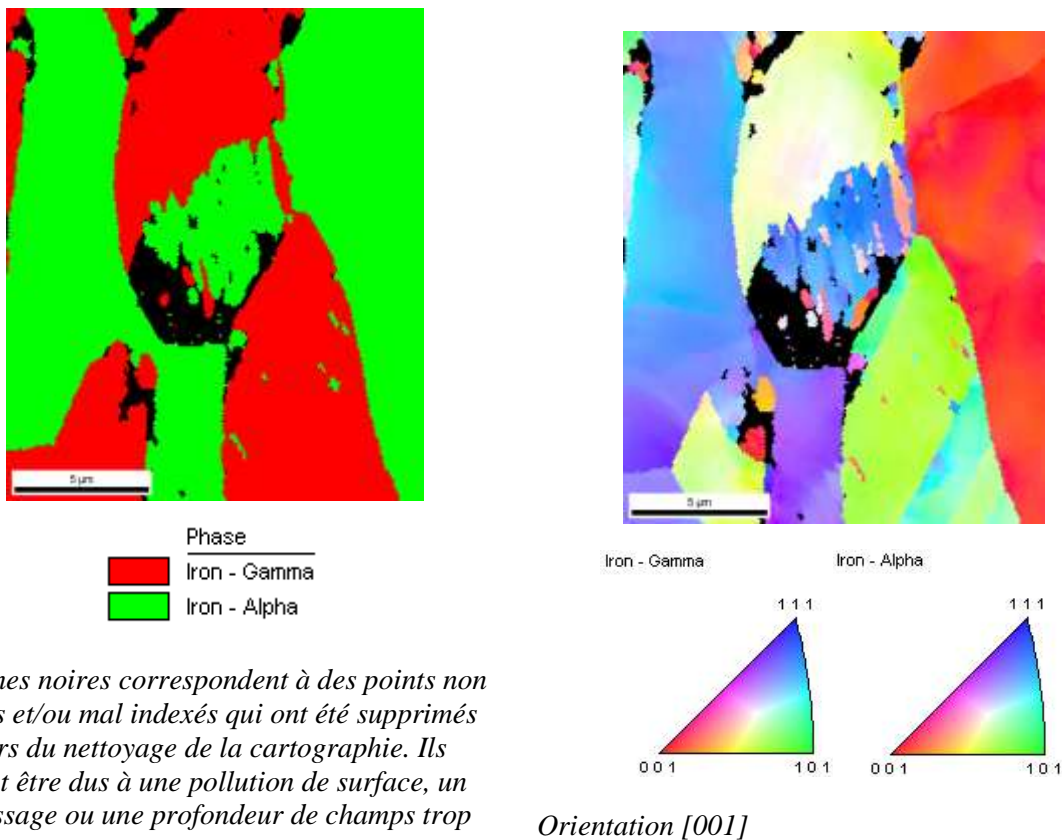 5 µm
Phase
Iron - Gamma
Iron - Alpha
nes noires correspondent à des points non
s et/ou mal indexés qui ont été supprimés
rs du nettoyage de la cartographie. Ils
t être dus à une pollution de surface, un
ssage ou une profondeur de champs trop
5 µm
Iron - Gamma
Iron - Alpha
1 1 1
0 0 1
1 0 1
1 1 1
0 0 1
1 0 1
Orientation [001]